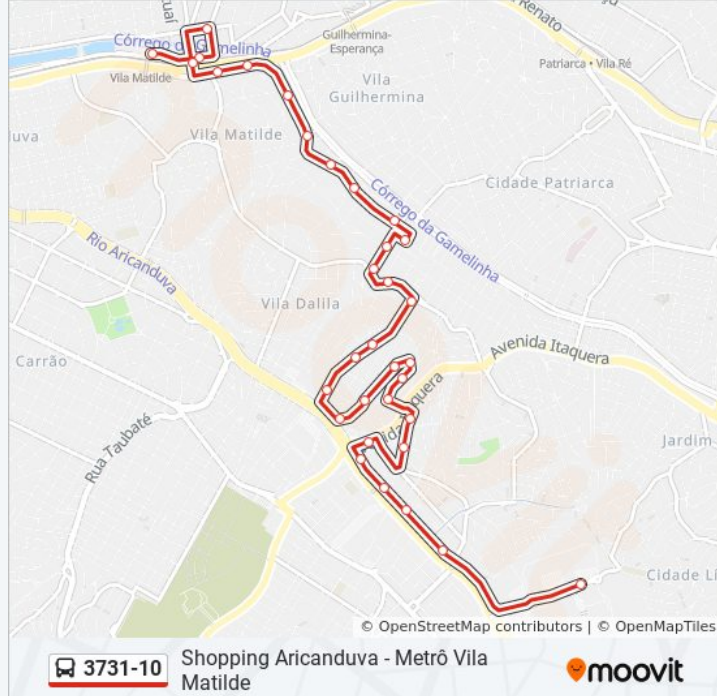 tuaí
Renato
Córrego da Gamelinha
Guilhermina-
Esperança
Vila Matilde
Vila
Guilhermina
Patriarca • Vila Ré
Vila Matilde
Cidade Patriarca
Córrego da Gamelinha
Rio Aricanduva
Vila Dalila
Avenida Itaquera
Carrão
Rua Taubaté
Jardim
Cidade Li
© OpenStreetMap contributors | © OpenMapTiles
3731-10
Shopping Aricanduva - Metrô Vila
Matilde
moovit